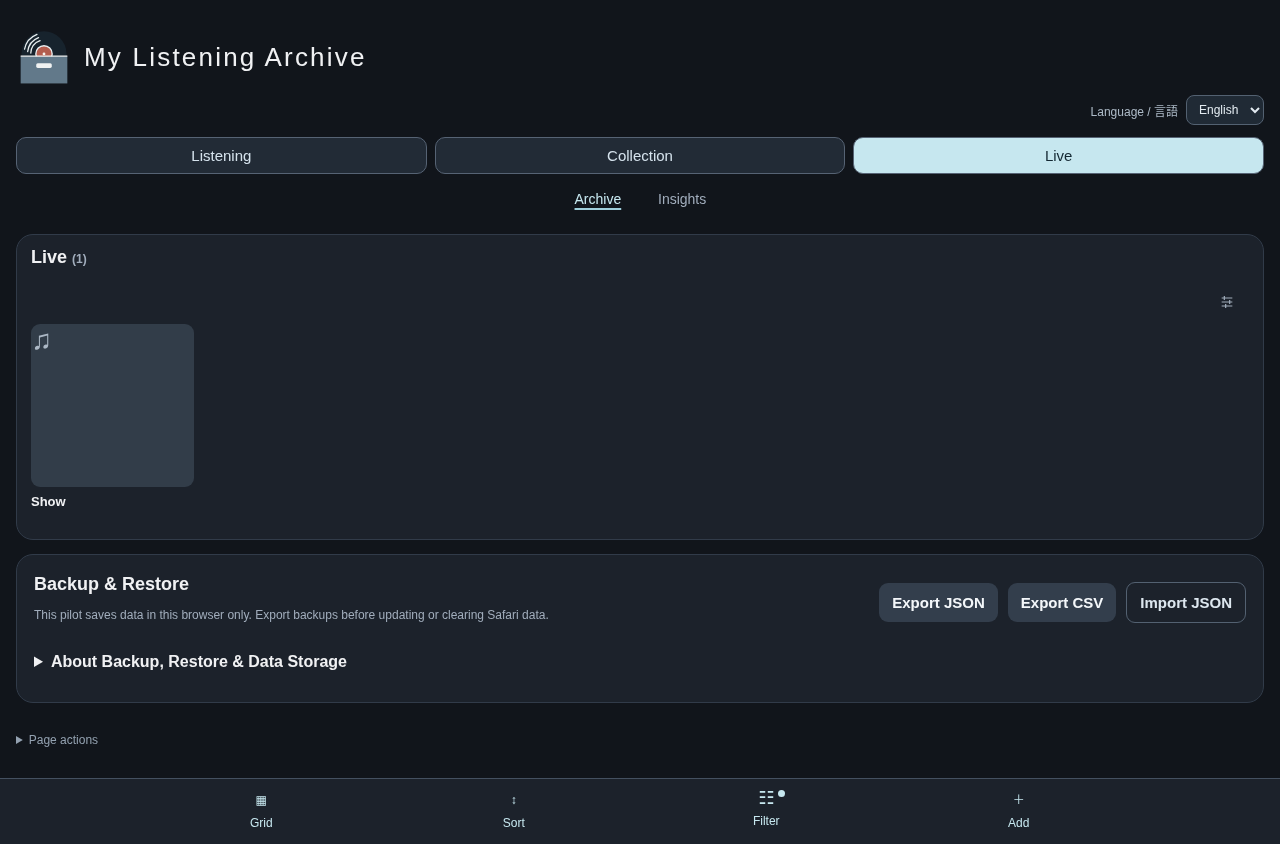 My Listening Archive
Language / 言語 English
Listening Collection Live
Archive Insights
Live (1)
Show
Backup & Restore
This pilot saves data in this browser only. Export backups before updating or clearing Safari data.
Export JSON Export CSV Import JSON
About Backup, Restore & Data Storage
Page actions
Grid Sort Filter Add